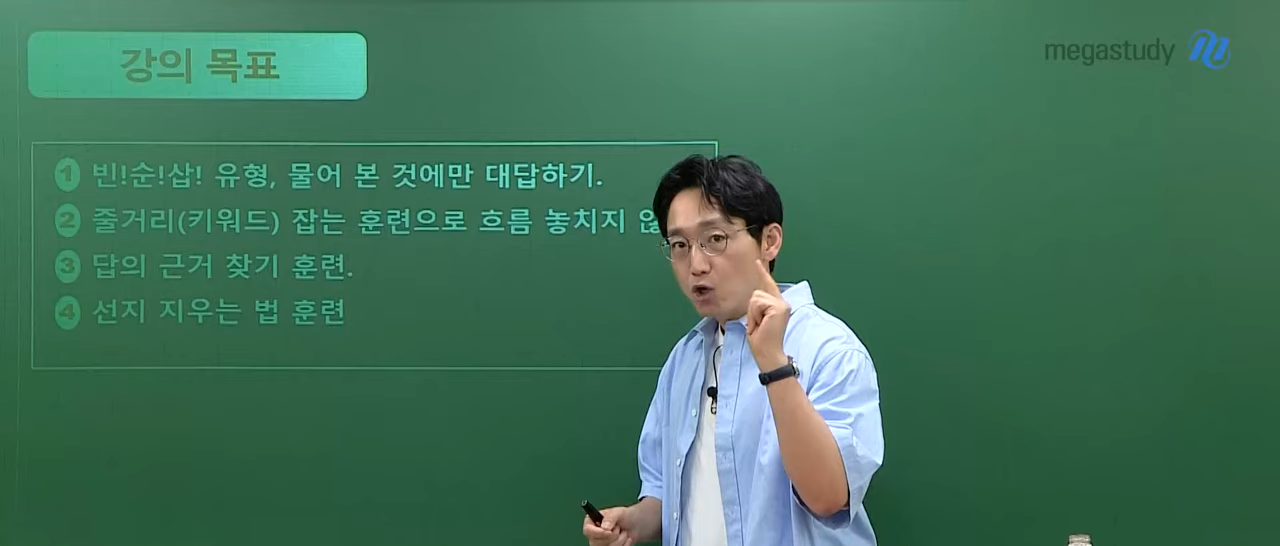 강의 목표
megastudy
1 빈!순!삽! 유형, 물어 본 것에만 대답하기.
2 줄거리(키워드) 잡는 훈련으로 흐름 놓치지
3 답의 근거 찾기 훈련.
4 선지 지우는 법 훈련